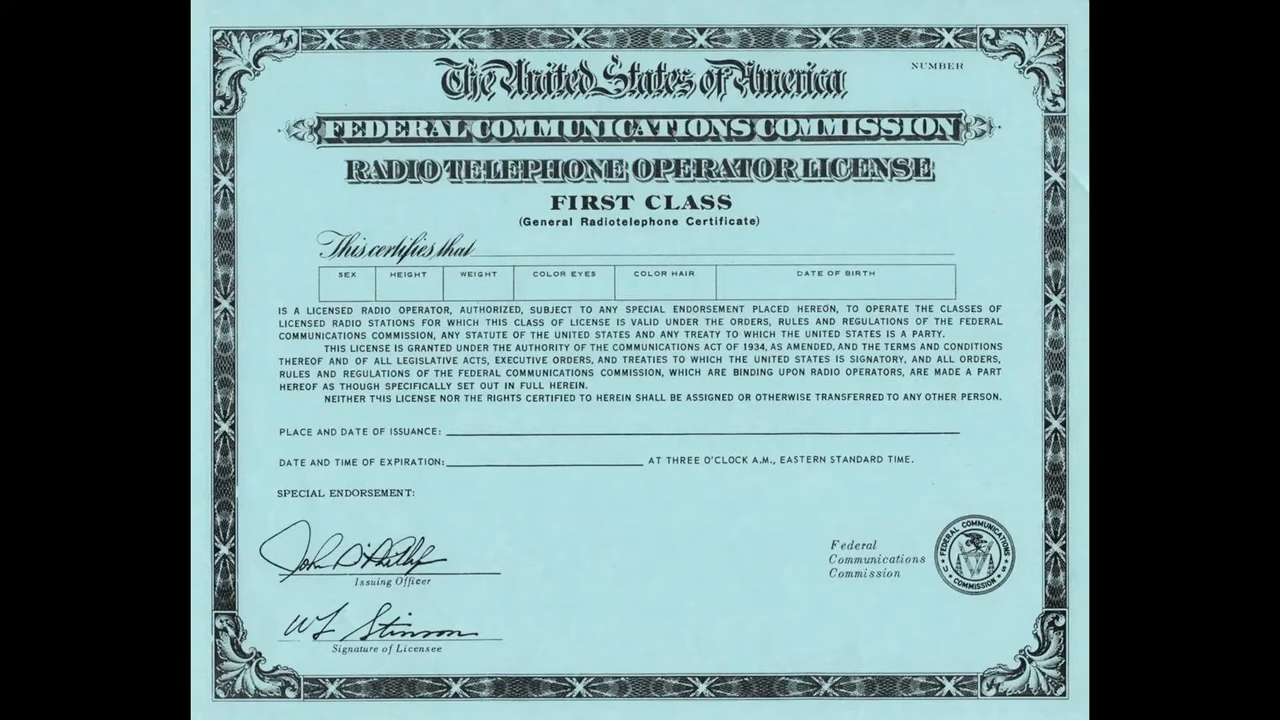 NUMBER
The United States of America
FEDERAL COMMUNICATIONS COMMISSION
RADIO TELEPHONE OPERATOR LICENSE
FIRST CLASS
(General Radiotelephone Certificate)
This certifies that
SEX HEIGHT WEIGHT COLOR EYES COLOR HAIR DATE OF BIRTH
IS A LICENSED RADIO OPERATOR, AUTHORIZED, SUBJECT TO ANY SPECIAL ENDORSEMENT PLACED HEREON, TO OPERATE THE CLASSES OF
LICENSED RADIO STATIONS FOR WHICH THIS CLASS OF LICENSE IS VALID UNDER THE ORDERS, RULES AND REGULATIONS OF THE FEDERAL
COMMUNICATIONS COMMISSION, ANY STATUTE OF THE UNITED STATES AND ANY TREATY TO WHICH THE UNITED STATES IS A PARTY.
THIS LICENSE IS GRANTED UNDER THE AUTHORITY OF THE COMMUNICATIONS ACT OF 1934, AS AMENDED, AND THE TERMS AND CONDITIONS
THEREOF AND OF ALL LEGISLATIVE ACTS, EXECUTIVE ORDERS, AND TREATIES TO WHICH THE UNITED STATES IS SIGNATORY, AND ALL ORDERS,
RULES AND REGULATIONS OF THE FEDERAL COMMUNICATIONS COMMISSION, WHICH ARE BINDING UPON RADIO OPERATORS, ARE MADE A PART
HEREOF AS THOUGH SPECIFICALLY SET OUT IN FULL HEREIN.
NEITHER THIS LICENSE NOR THE RIGHTS CERTIFIED TO HEREIN SHALL BE ASSIGNED OR OTHERWISE TRANSFERRED TO ANY OTHER PERSON.
PLACE AND DATE OF ISSUANCE:
DATE AND TIME OF EXPIRATION: AT THREE O'CLOCK A.M., EASTERN STANDARD TIME.
SPECIAL ENDORSEMENT:
John
Issuing Officer
WL Stinson
Signature of Licensee
Federal
Communications
Commission
FEDERAL COMMUNICATIONS
COMMISSION